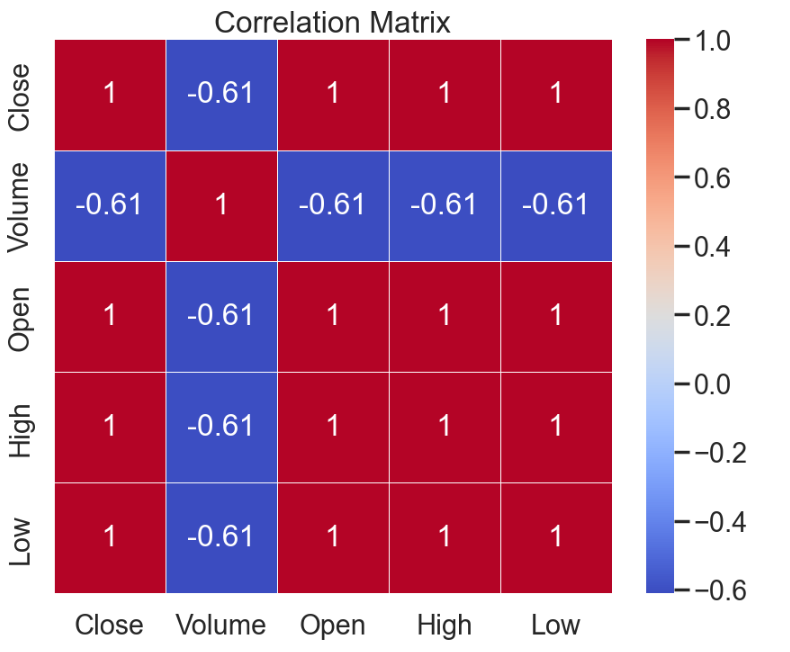 Correlation Matrix
Close 1 -0.61 1 1 1
Volume -0.61 1 -0.61 -0.61 -0.61
Open 1 -0.61 1 1 1
High 1 -0.61 1 1 1
Low 1 -0.61 1 1 1
Close Volume Open High Low
1.0
0.8
0.6
0.4
0.2
0.0
−0.2
−0.4
−0.6